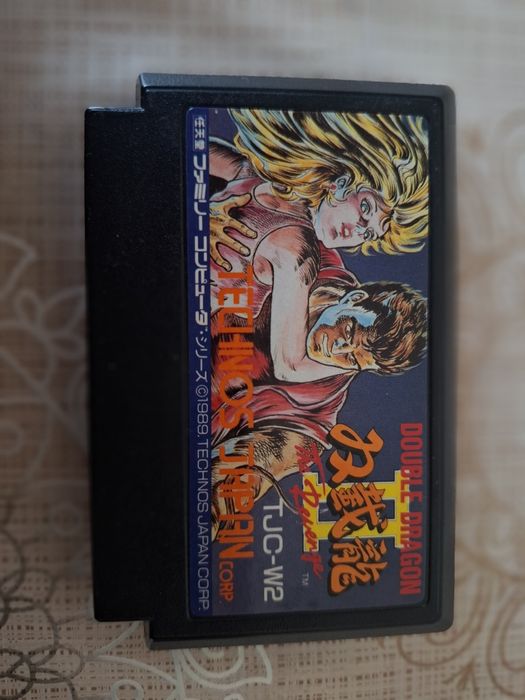 DOUBLE DRAGON
II
双截龍
The Revenge
TM
TJC-W2
TECHNOS JAPAN CORP.
任天堂 ファミリー コンピュータ・シリーズ ©1989. TECHNOS JAPAN CORP.